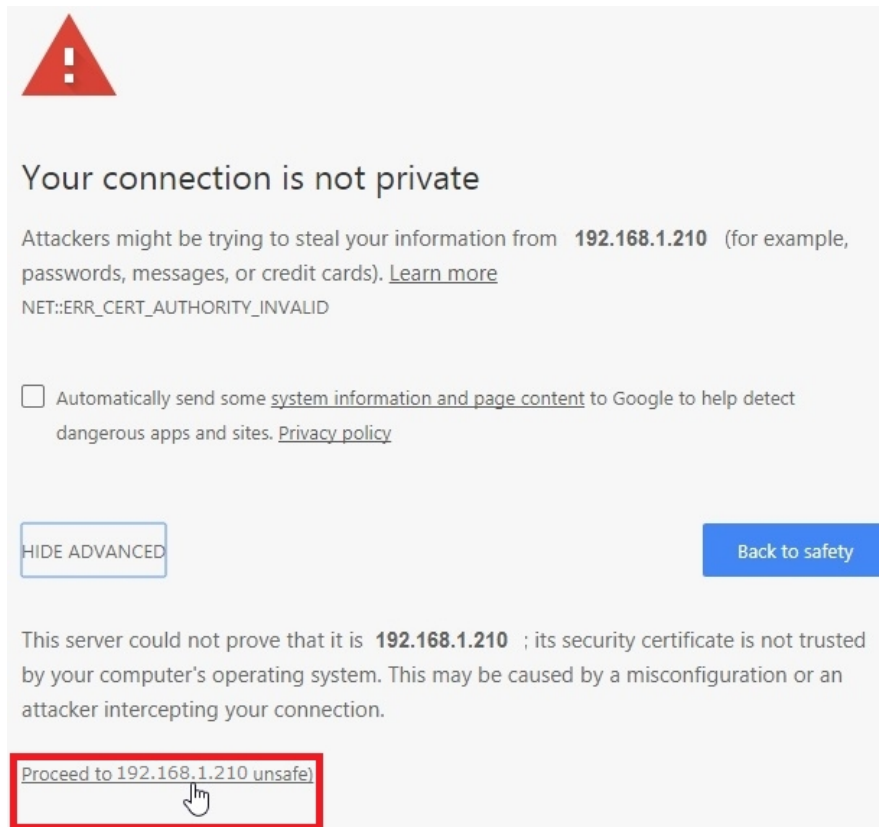 !
Your connection is not private
Attackers might be trying to steal your information from 192.168.1.210 (for example,
passwords, messages, or credit cards). Learn more
NET::ERR_CERT_AUTHORITY_INVALID
Automatically send some system information and page content to Google to help detect
dangerous apps and sites. Privacy policy
HIDE ADVANCED
Back to safety
This server could not prove that it is 192.168.1.210 ; its security certificate is not trusted
by your computer's operating system. This may be caused by a misconfiguration or an
attacker intercepting your connection.
Proceed to 192.168.1.210 unsafe)